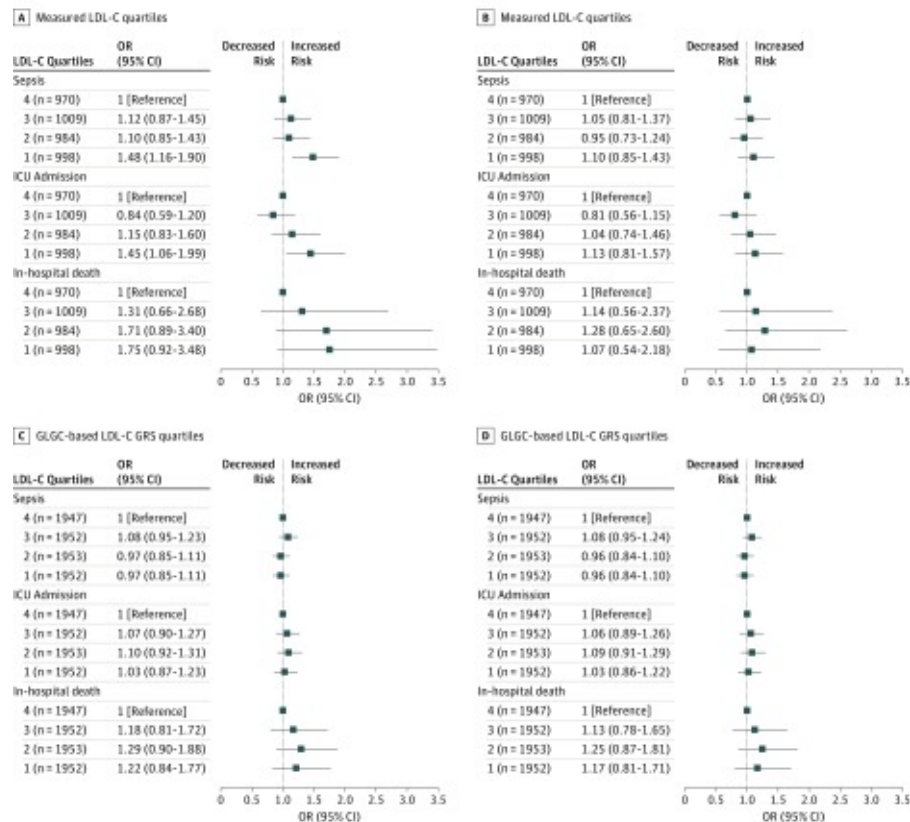 A Measured LDL-C quartiles
LDL-C Quartiles OR (95% CI) Decreased Risk Increased Risk
Sepsis
4 (n = 970) 1 [Reference]
3 (n = 1009) 1.12 (0.87-1.45)
2 (n = 984) 1.10 (0.85-1.43)
1 (n = 998) 1.48 (1.16-1.90)
ICU Admission
4 (n = 970) 1 [Reference]
3 (n = 1009) 0.84 (0.59-1.20)
2 (n = 984) 1.15 (0.83-1.60)
1 (n = 998) 1.45 (1.06-1.99)
In-hospital death
4 (n = 970) 1 [Reference]
3 (n = 1009) 1.31 (0.66-2.68)
2 (n = 984) 1.71 (0.89-3.40)
1 (n = 998) 1.75 (0.92-3.48)
0 0.5 1.0 1.5 2.0 2.5 3.0 3.5
OR (95% CI)
B Measured LDL-C quartiles
LDL-C Quartiles OR (95% CI) Decreased Risk Increased Risk
Sepsis
4 (n = 970) 1 [Reference]
3 (n = 1009) 1.05 (0.81-1.37)
2 (n = 984) 0.95 (0.73-1.24)
1 (n = 998) 1.10 (0.85-1.43)
ICU Admission
4 (n = 970) 1 [Reference]
3 (n = 1009) 0.81 (0.56-1.15)
2 (n = 984) 1.04 (0.74-1.46)
1 (n = 998) 1.13 (0.81-1.57)
In-hospital death
4 (n = 970) 1 [Reference]
3 (n = 1009) 1.14 (0.56-2.37)
2 (n = 984) 1.28 (0.65-2.60)
1 (n = 998) 1.07 (0.54-2.18)
0 0.5 1.0 1.5 2.0 2.5 3.0 3.5
OR (95% CI)
C GLGC-based LDL-C GRS quartiles
LDL-C Quartiles OR (95% CI) Decreased Risk Increased Risk
Sepsis
4 (n = 1947) 1 [Reference]
3 (n = 1952) 1.08 (0.95-1.23)
2 (n = 1953) 0.97 (0.85-1.11)
1 (n = 1952) 0.97 (0.85-1.11)
ICU Admission
4 (n = 1947) 1 [Reference]
3 (n = 1952) 1.07 (0.90-1.27)
2 (n = 1953) 1.10 (0.92-1.31)
1 (n = 1952) 1.03 (0.87-1.23)
In-hospital death
4 (n = 1947) 1 [Reference]
3 (n = 1952) 1.18 (0.81-1.72)
2 (n = 1953) 1.29 (0.90-1.88)
1 (n = 1952) 1.22 (0.84-1.77)
0 0.5 1.0 1.5 2.0 2.5 3.0 3.5
OR (95% CI)
D GLGC-based LDL-C GRS quartiles
LDL-C Quartiles OR (95% CI) Decreased Risk Increased Risk
Sepsis
4 (n = 1947) 1 [Reference]
3 (n = 1952) 1.08 (0.95-1.24)
2 (n = 1953) 0.96 (0.84-1.10)
1 (n = 1952) 0.96 (0.84-1.10)
ICU Admission
4 (n = 1947) 1 [Reference]
3 (n = 1952) 1.06 (0.89-1.26)
2 (n = 1953) 1.09 (0.91-1.29)
1 (n = 1952) 1.03 (0.86-1.22)
In-hospital death
4 (n = 1947) 1 [Reference]
3 (n = 1952) 1.13 (0.78-1.65)
2 (n = 1953) 1.25 (0.87-1.81)
1 (n = 1952) 1.17 (0.81-1.71)
0 0.5 1.0 1.5 2.0 2.5 3.0 3.5
OR (95% CI)